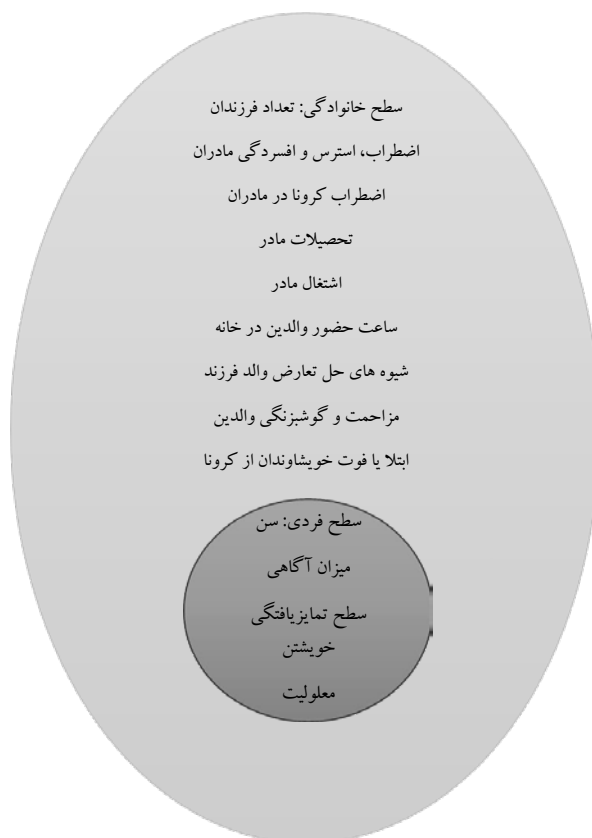 سطح خانوادگی: تعداد فرزندان
اضطراب، استرس و افسردگی مادران
اضطراب کرونا در مادران
تحصیلات مادر
اشتغال مادر
ساعت حضور والدین در خانه
شیوه های حل تعارض والد فرزند
مزاحمت و گوشبزنگی والدین
ابتلا یا فوت خویشاوندان از کرونا
سطح فردی: سن
میزان آگاهی
سطح تمایزیافتگی
خویشتن
معلولیت